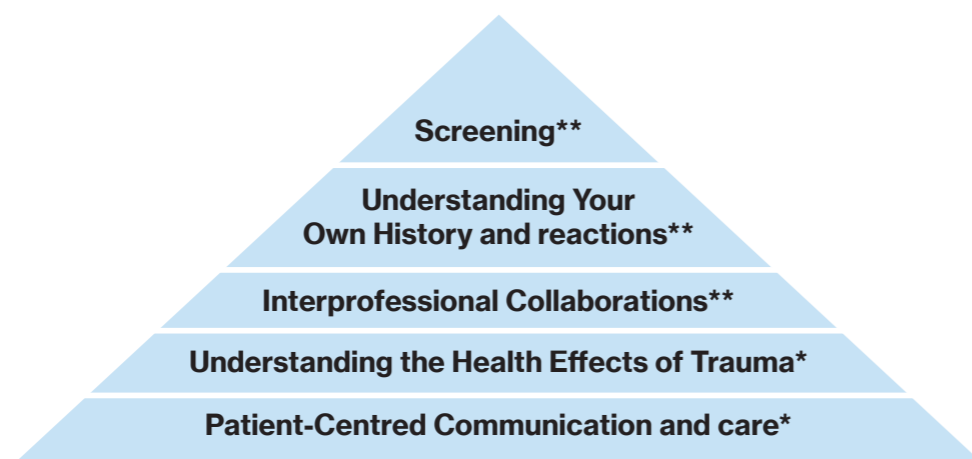 Screening**
Understanding Your
Own History and reactions**
Interprofessional Collaborations**
Understanding the Health Effects of Trauma*
Patient-Centred Communication and care*